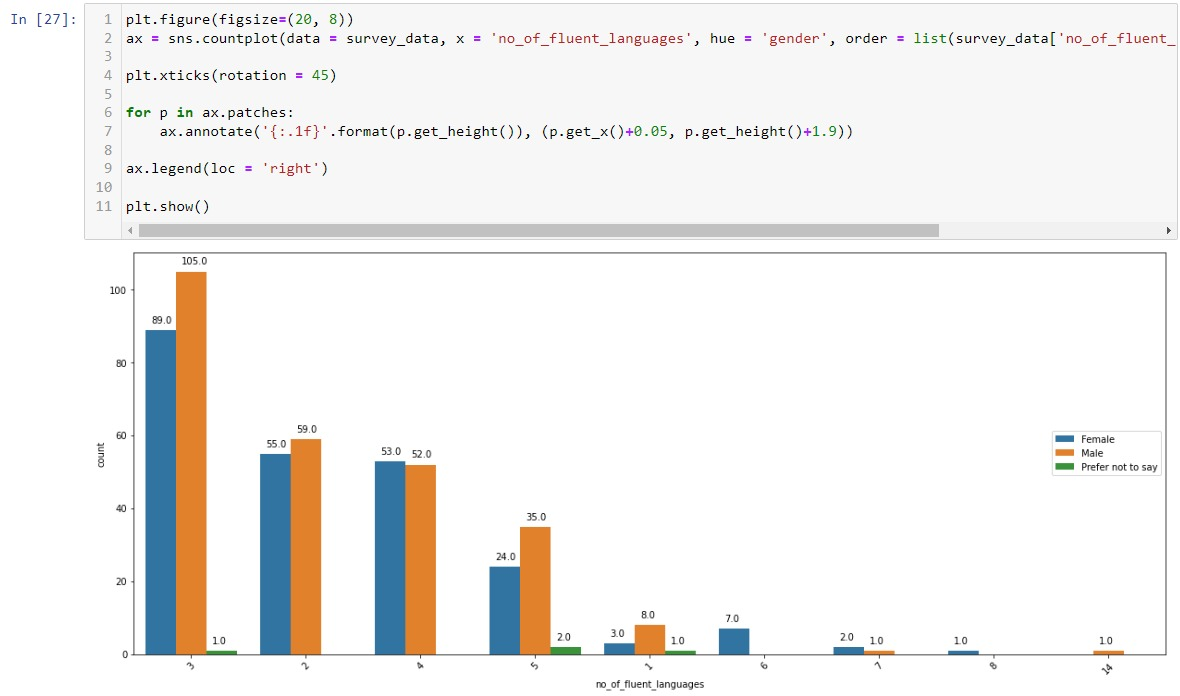 In [27]:
1 plt.figure(figsize=(20, 8))
2 ax = sns.countplot(data = survey_data, x = 'no_of_fluent_languages', hue = 'gender', order = list(survey_data['no_of_fluent_
3
4 plt.xticks(rotation = 45)
5
6 for p in ax.patches:
7     ax.annotate('{:.1f}'.format(p.get_height()), (p.get_x()+0.05, p.get_height()+1.9))
8
9 ax.legend(loc = 'right')
10
11 plt.show()
105.0
100
89.0
80
60
59.0
55.0
53.0 52.0
count
Female
Male
Prefer not to say
40
35.0
24.0
20
8.0
7.0
3.0
2.0
1.0
2.0
1.0
1.0
1.0
1.0
0
3 2 4 5 1 6 7 8 14
no_of_fluent_languages